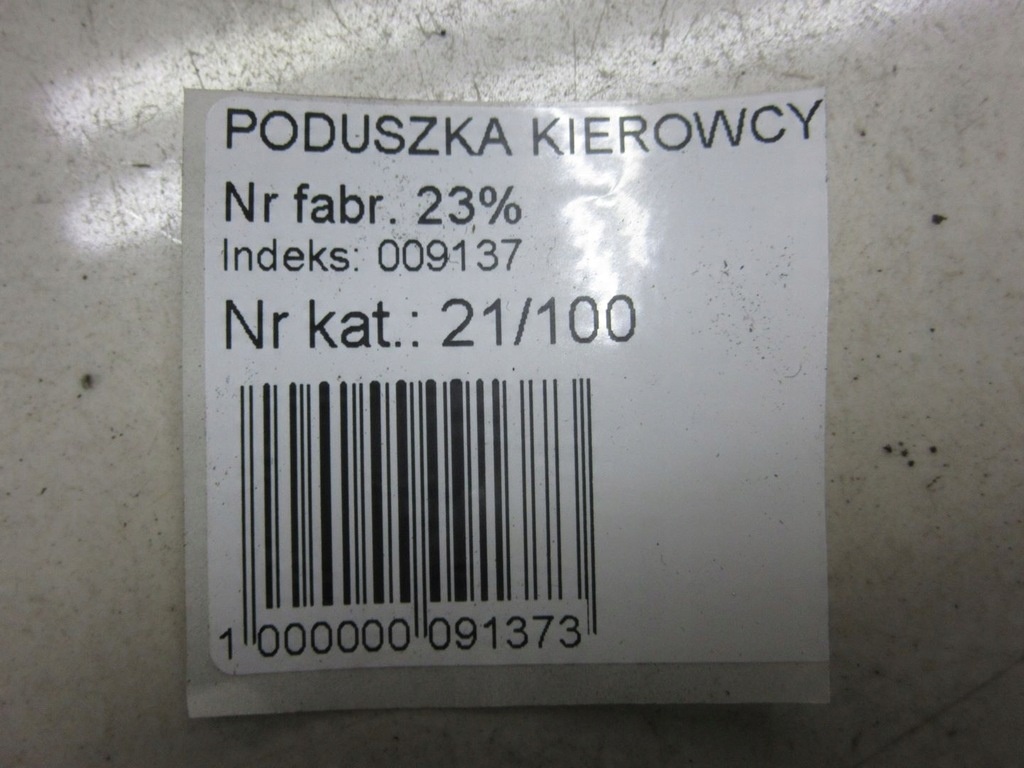 PODUSZKA KIEROWCY
Nr fabr. 23%
Indeks: 009137
Nr kat.: 21/100
1 000000 091373